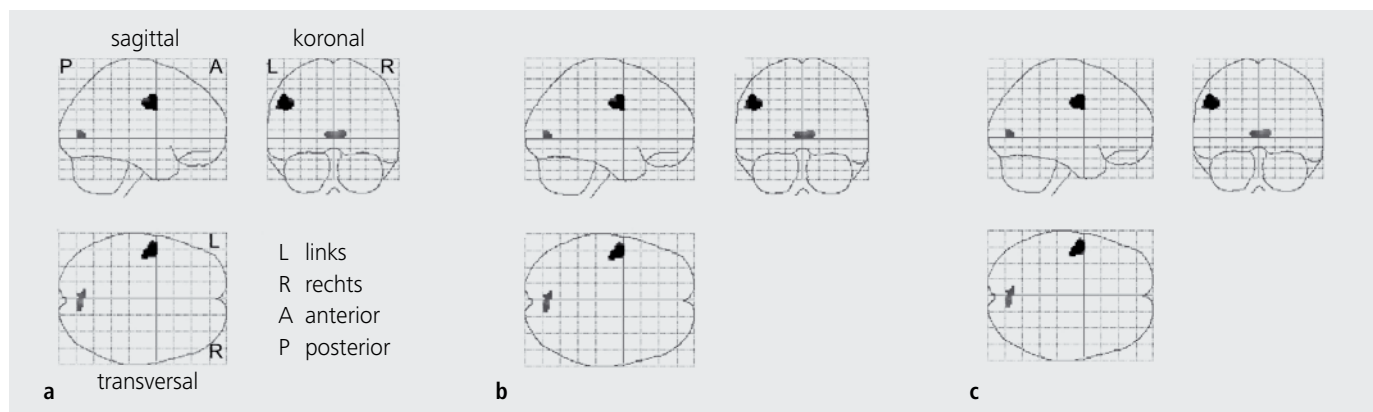 sagittal
koronal
P
A
L
R
L
R
L links
R rechts
A anterior
P posterior
transversal
a
b
c